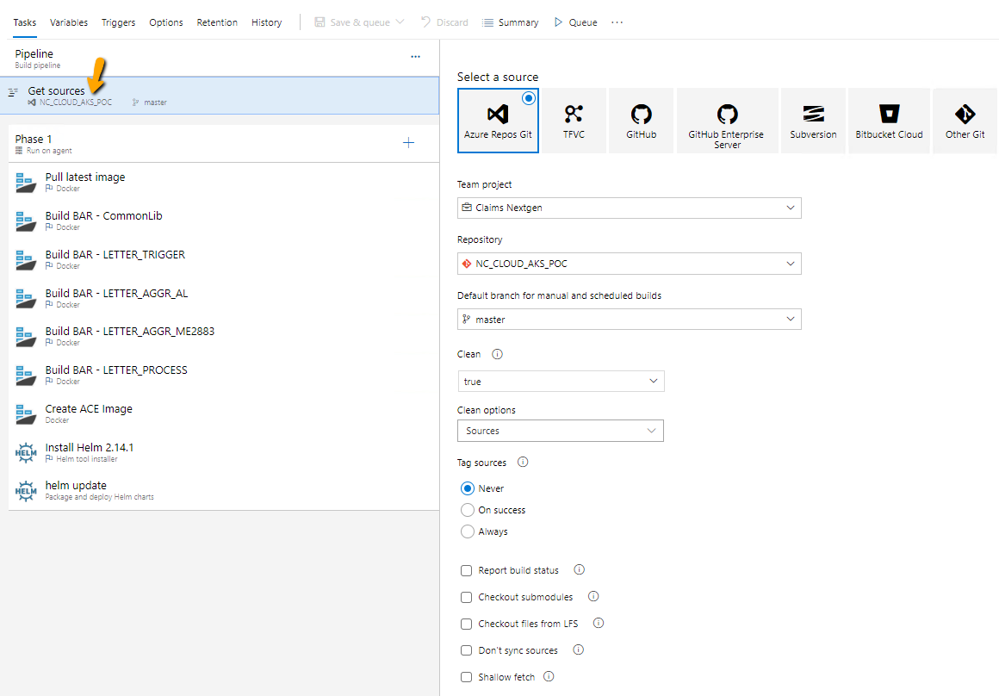 Tasks Variables Triggers Options Retention History Save & queue Discard Summary Queue ...
Pipeline
Build pipeline
...
Get sources
NC_CLOUD_AKS_POC master
Phase 1
Run on agent
Pull latest image
Docker
Build BAR - CommonLib
Docker
Build BAR - LETTER_TRIGGER
Docker
Build BAR - LETTER_AGGR_AL
Docker
Build BAR - LETTER_AGGR_ME2883
Docker
Build BAR - LETTER_PROCESS
Docker
Create ACE Image
Docker
HELM
Install Helm 2.14.1
Helm tool installer
HELM
helm update
Package and deploy Helm charts
Select a source
Azure Repos Git
TFVC
GitHub
GitHub Enterprise
Server
Subversion
Bitbucket Cloud
Other Git
Team project
Claims Nextgen
Repository
NC_CLOUD_AKS_POC
Default branch for manual and scheduled builds
master
Clean
true
Clean options
Sources
Tag sources
Never
On success
Always
Report build status
Checkout submodules
Checkout files from LFS
Don't sync sources
Shallow fetch